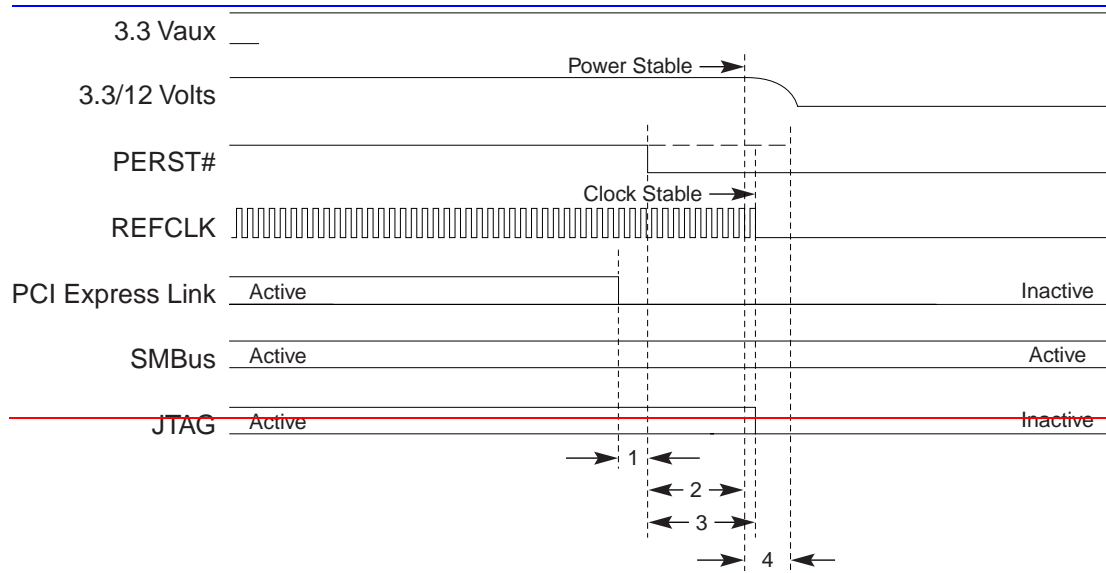 3.3 Vaux
Power Stable
3.3/12 Volts
PERST#
Clock Stable
REFCLK
PCI Express Link Active Inactive
SMBus Active Active
JTAG Active Inactive
1
2
3
4